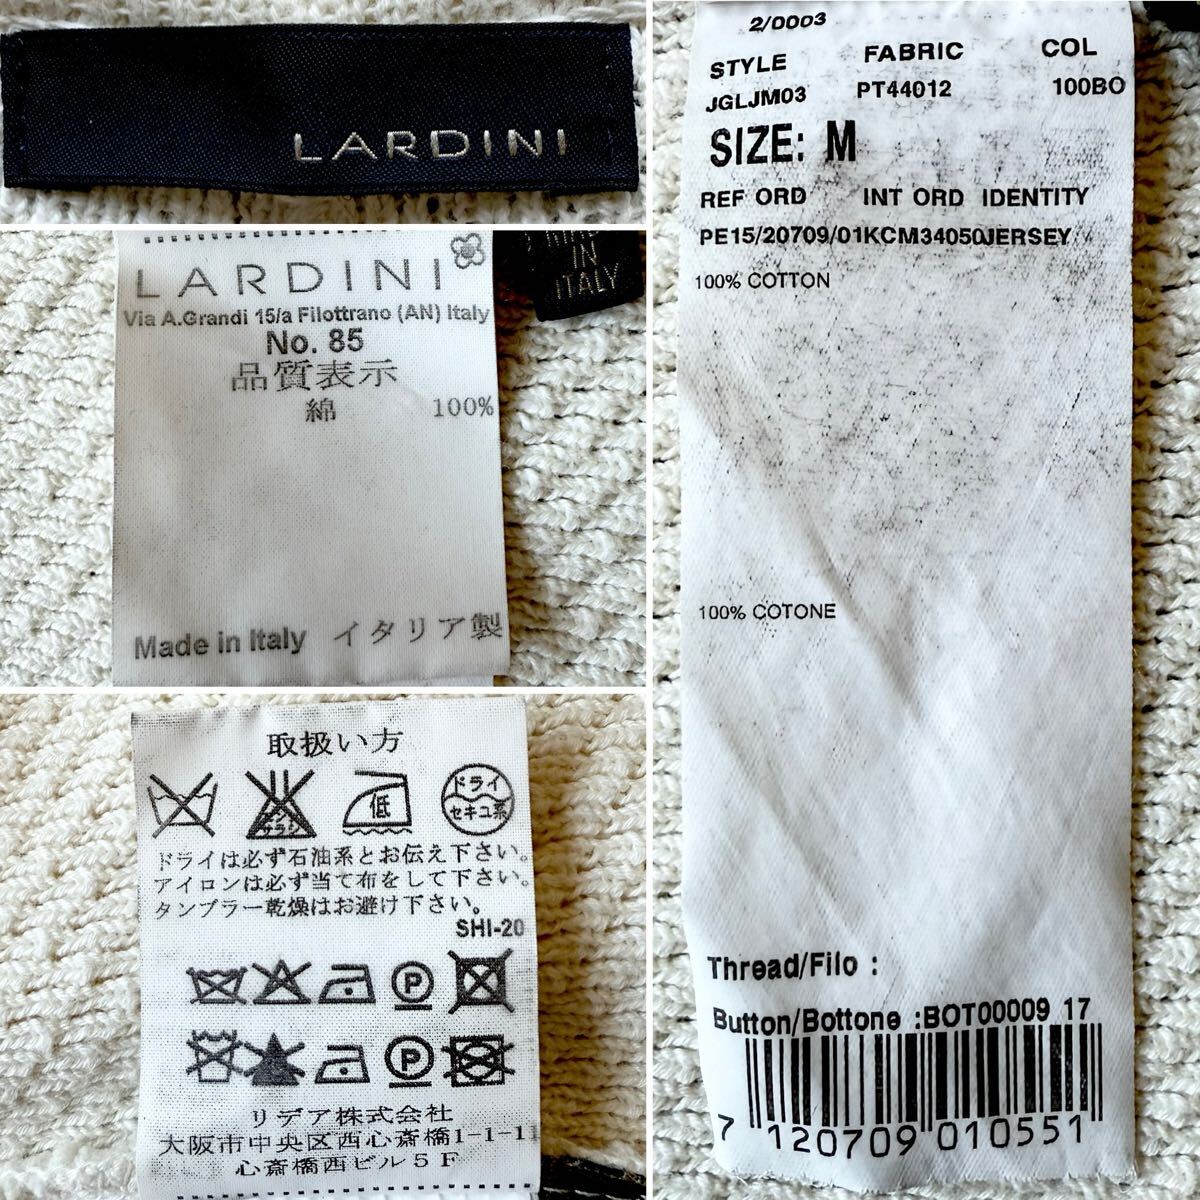 LARDINI
LARDINI
MADE
IN
ITALY
Via A.Grandi 15/a Filottrano (AN) Italy
No. 85
品質表示
綿 100%
Made in Italy イタリア製
取扱い方
エンソ
サラシ
低
ドライ
セキユ系
ドライは必ず石油系とお伝え下さい。
アイロンは必ず当て布をして下さい。
タンブラー乾燥はお避け下さい。
SHI-20
P
P
リデア株式会社
大阪市中央区西心斎橋1-1-11
心斎橋西ビル5F
2/0003
STYLE FABRIC COL
JGLJM03 PT44012 100BO
SIZE: M
REF ORD INT ORD IDENTITY
PE15/20709/01KCM34050JERSEY
100% COTTON
100% COTONE
Thread/Filo :
Button/Bottone :BOT00009 17
7 120709 010551